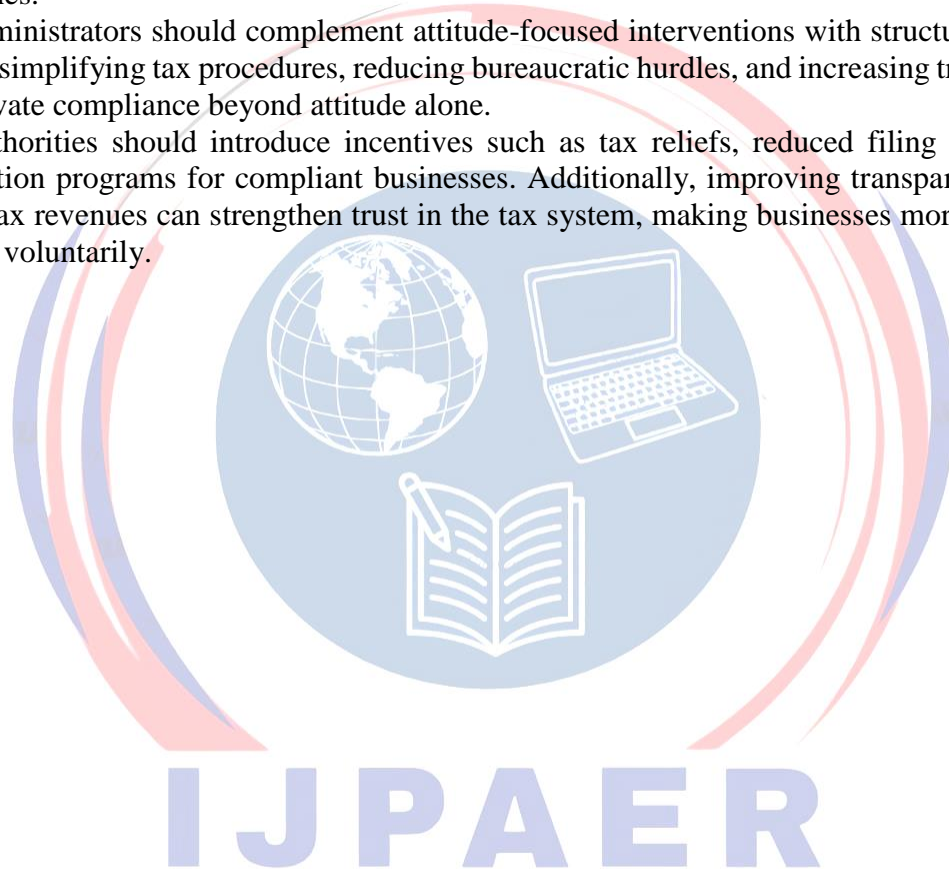 ministrators should complement attitude-focused interventions with structu
simplifying tax procedures, reducing bureaucratic hurdles, and increasing tr
vate compliance beyond attitude alone.
thorities should introduce incentives such as tax reliefs, reduced filing
tion programs for compliant businesses. Additionally, improving transpar
ax revenues can strengthen trust in the tax system, making businesses mor
voluntarily.
IJPAER